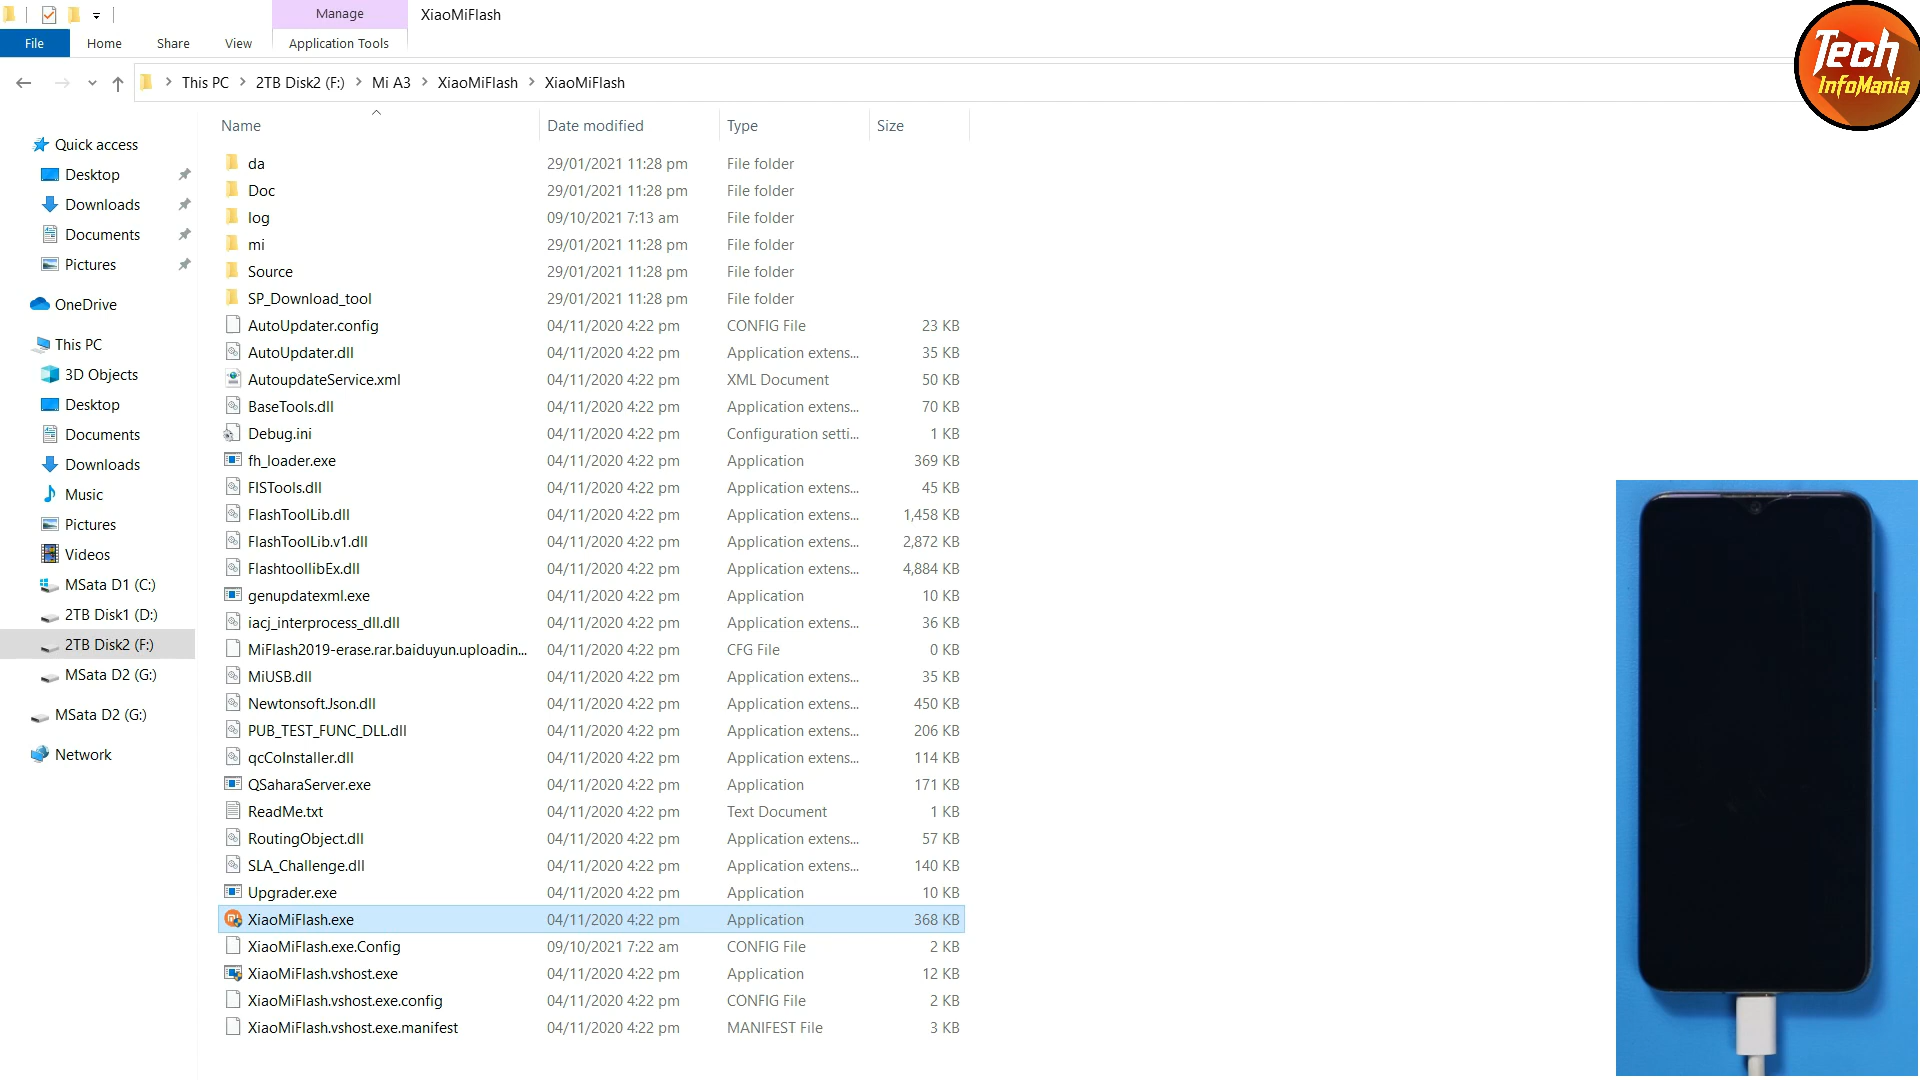 Manage
XiaoMiFlash
File
Home
Share
View
Application Tools
This PC
2TB Disk2 (F:)
Mi A3
XiaoMiFlash
XiaoMiFlash
Tech
InfoMania
Name
Date modified
Type
Size
Quick access
Desktop
Downloads
Documents
Pictures
OneDrive
This PC
3D Objects
Desktop
Documents
Downloads
Music
Pictures
Videos
MSata D1 (C:)
2TB Disk1 (D:)
2TB Disk2 (F:)
MSata D2 (G:)
MSata D2 (G:)
Network
da 29/01/2021 11:28 pm File folder
Doc 29/01/2021 11:28 pm File folder
log 09/10/2021 7:13 am File folder
mi 29/01/2021 11:28 pm File folder
Source 29/01/2021 11:28 pm File folder
SP_Download_tool 29/01/2021 11:28 pm File folder
AutoUpdater.config 04/11/2020 4:22 pm CONFIG File 23 KB
AutoUpdater.dll 04/11/2020 4:22 pm Application extens... 35 KB
AutoupdateService.xml 04/11/2020 4:22 pm XML Document 50 KB
BaseTools.dll 04/11/2020 4:22 pm Application extens... 70 KB
Debug.ini 04/11/2020 4:22 pm Configuration setti... 1 KB
fh_loader.exe 04/11/2020 4:22 pm Application 369 KB
FISTools.dll 04/11/2020 4:22 pm Application extens... 45 KB
FlashToolLib.dll 04/11/2020 4:22 pm Application extens... 1,458 KB
FlashToolLib.v1.dll 04/11/2020 4:22 pm Application extens... 2,872 KB
FlashtoollibEx.dll 04/11/2020 4:22 pm Application extens... 4,884 KB
genupdatexml.exe 04/11/2020 4:22 pm Application 10 KB
iacj_interprocess_dll.dll 04/11/2020 4:22 pm Application extens... 36 KB
MiFlash2019-erase.rar.baiduyun.uploadin... 04/11/2020 4:22 pm CFG File 0 KB
MiUSB.dll 04/11/2020 4:22 pm Application extens... 35 KB
Newtonsoft.Json.dll 04/11/2020 4:22 pm Application extens... 450 KB
PUB_TEST_FUNC_DLL.dll 04/11/2020 4:22 pm Application extens... 206 KB
qcCoInstaller.dll 04/11/2020 4:22 pm Application extens... 114 KB
QSaharaServer.exe 04/11/2020 4:22 pm Application 171 KB
ReadMe.txt 04/11/2020 4:22 pm Text Document 1 KB
RoutingObject.dll 04/11/2020 4:22 pm Application extens... 57 KB
SLA_Challenge.dll 04/11/2020 4:22 pm Application extens... 140 KB
Upgrader.exe 04/11/2020 4:22 pm Application 10 KB
XiaoMiFlash.exe 04/11/2020 4:22 pm Application 368 KB
XiaoMiFlash.exe.Config 09/10/2021 7:22 am CONFIG File 2 KB
XiaoMiFlash.vshost.exe 04/11/2020 4:22 pm Application 12 KB
XiaoMiFlash.vshost.exe.config 04/11/2020 4:22 pm CONFIG File 2 KB
XiaoMiFlash.vshost.exe.manifest 04/11/2020 4:22 pm MANIFEST File 3 KB